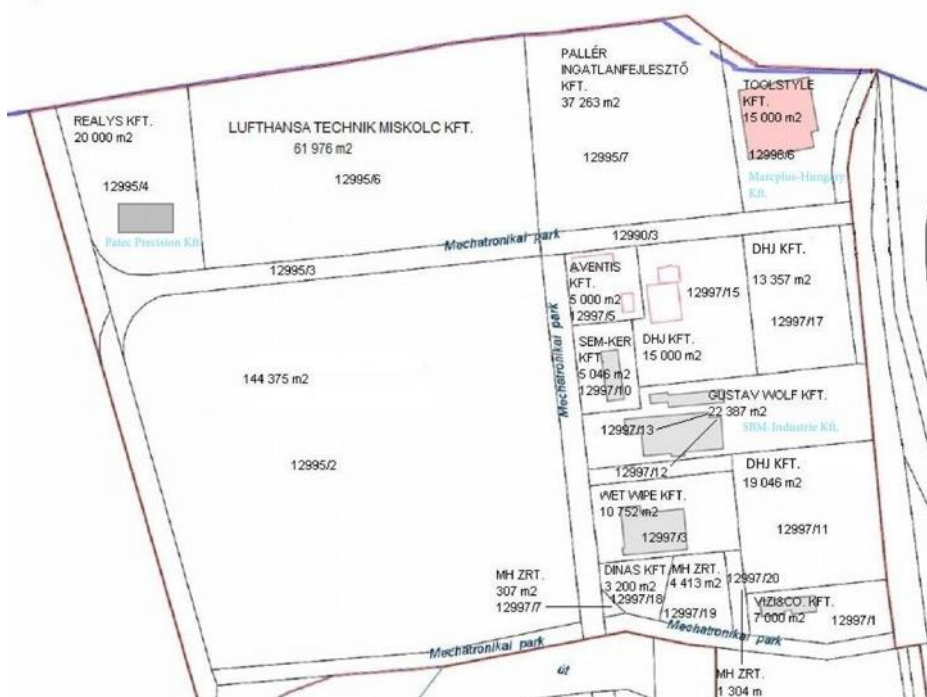 REALYS KFT.
20 000 m2
12995/4
Patec Precision Kft.
LUFTHANSA TECHNIK MISKOLC KFT.
61 976 m2
12995/6
PALLÉR
INGATLANFEJLESZTŐ
KFT.
37 263 m2
12995/7
TOOLSTYLE
KFT.
15 000 m2
12996/6
Marcplus-Hungary
Kft.
Mechatronikai park
12990/3
12995/3
AVENTIS
KFT.
5 000 m2
12997/5
12997/15
DHJ KFT.
13 357 m2
12997/17
Mechatronikai park
SEM-KER
KFT.
5 046 m2
12997/10
DHJ KFT.
15 000 m2
144 375 m2
12995/2
GUSTAV WOLF KFT.
22 387 m2
12997/13
SBM-Industrie Kft.
12997/12
DHJ KFT.
19 046 m2
12997/11
WET WIPE KFT.
10 752 m2
12997/3
MH ZRT.
307 m2
12997/7
DINAS KFT.
3 200 m2
12997/18
MH ZRT.
4 413 m2
12997/19
12997/20
VIZI&CO. KFT.
7 000 m2
12997/1
Mechatronikai park
Mechatronikai park
út
MH ZRT.
1 304 m